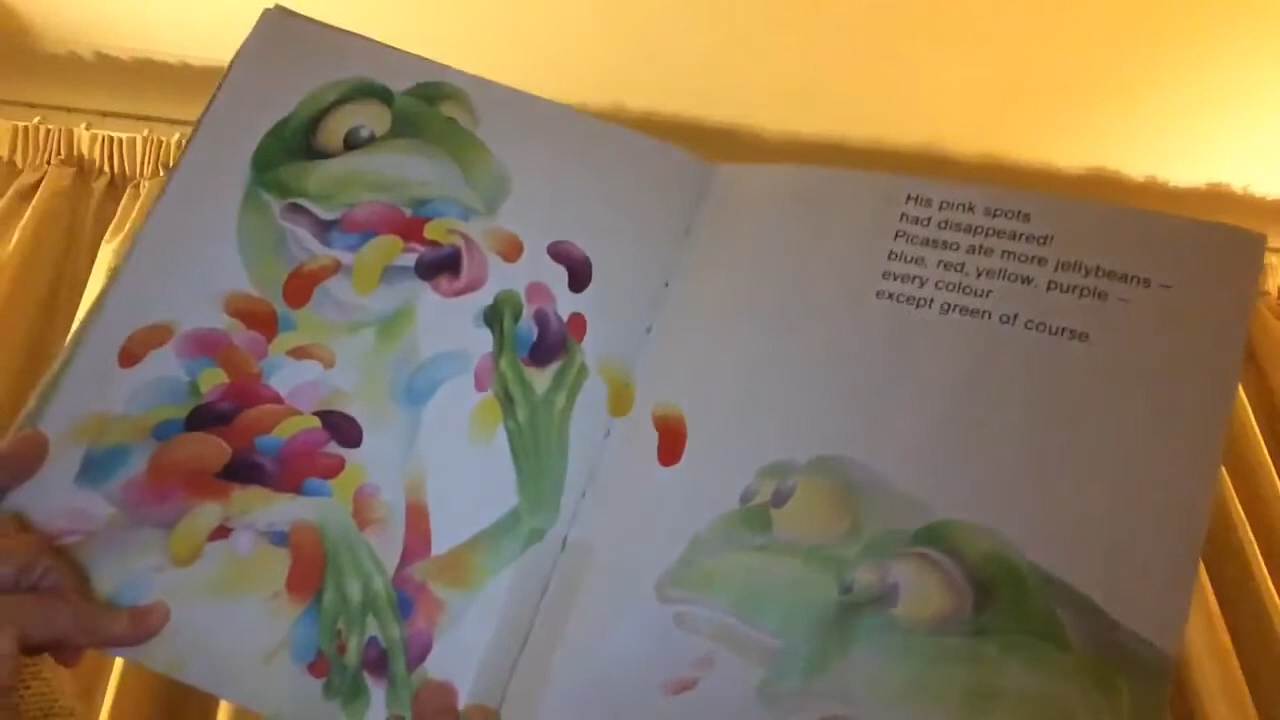 His pink spots
had disappeared!
Picasso ate more jellybeans —
blue, red, yellow, purple —
every colour
except green of course.